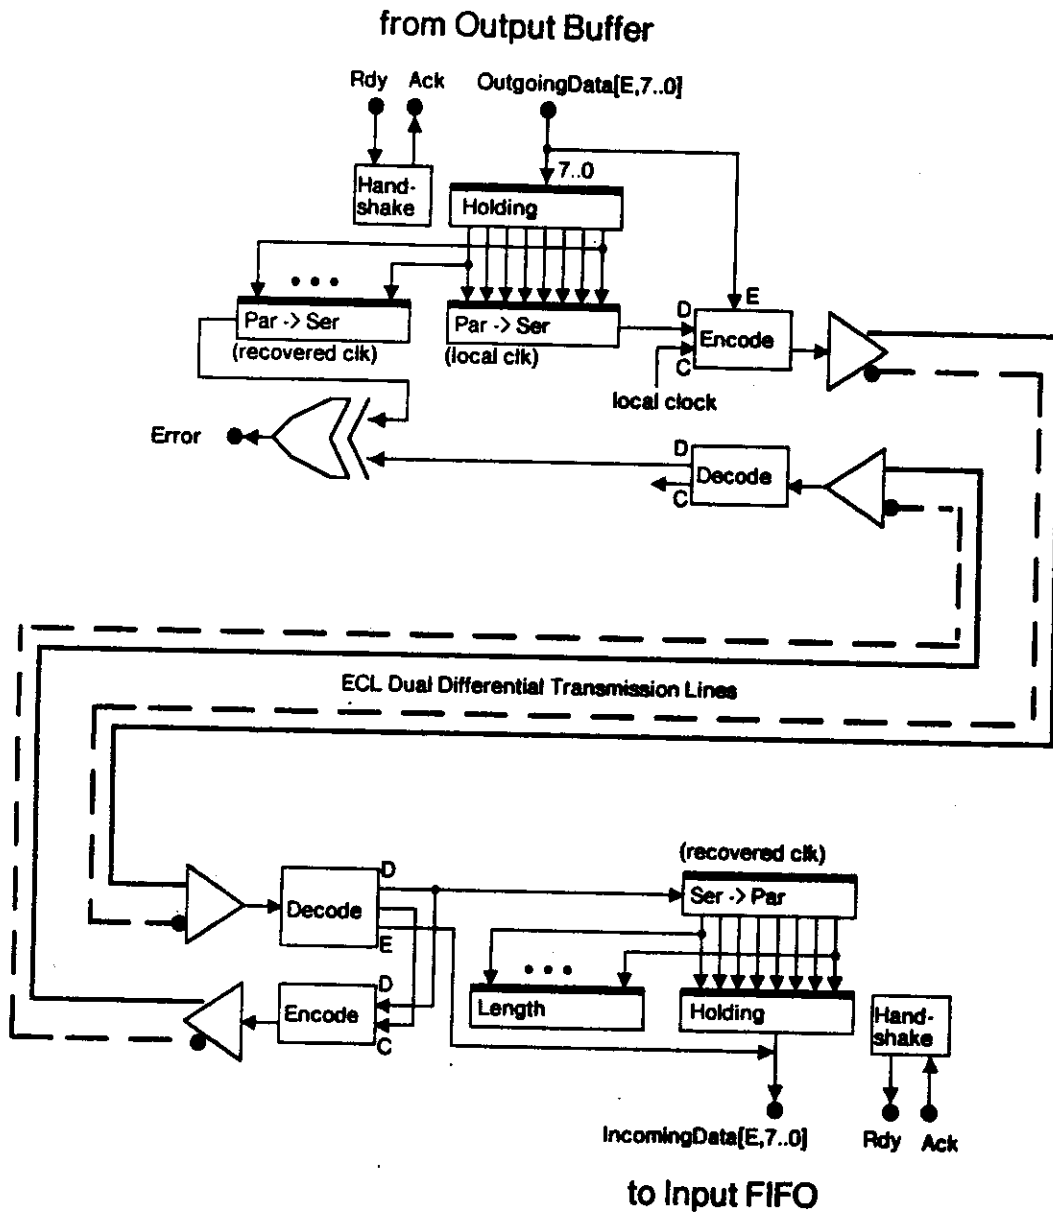 from Output Buffer
Rdy Ack OutgoingData[E,7..0]
7..0
Hand-
shake
Holding
• • •
D E
Par -> Ser
Par -> Ser
Encode
(recovered clk)
(local clk)
C
local clock
Error
D
Decode
C
ECL Dual Differential Transmission Lines
(recovered clk)
D
Ser -> Par
Decode
E
• • •
D
Length
Holding
Hand-
shake
Encode
C
IncomingData[E,7..0]
Rdy Ack
to Input FIFO